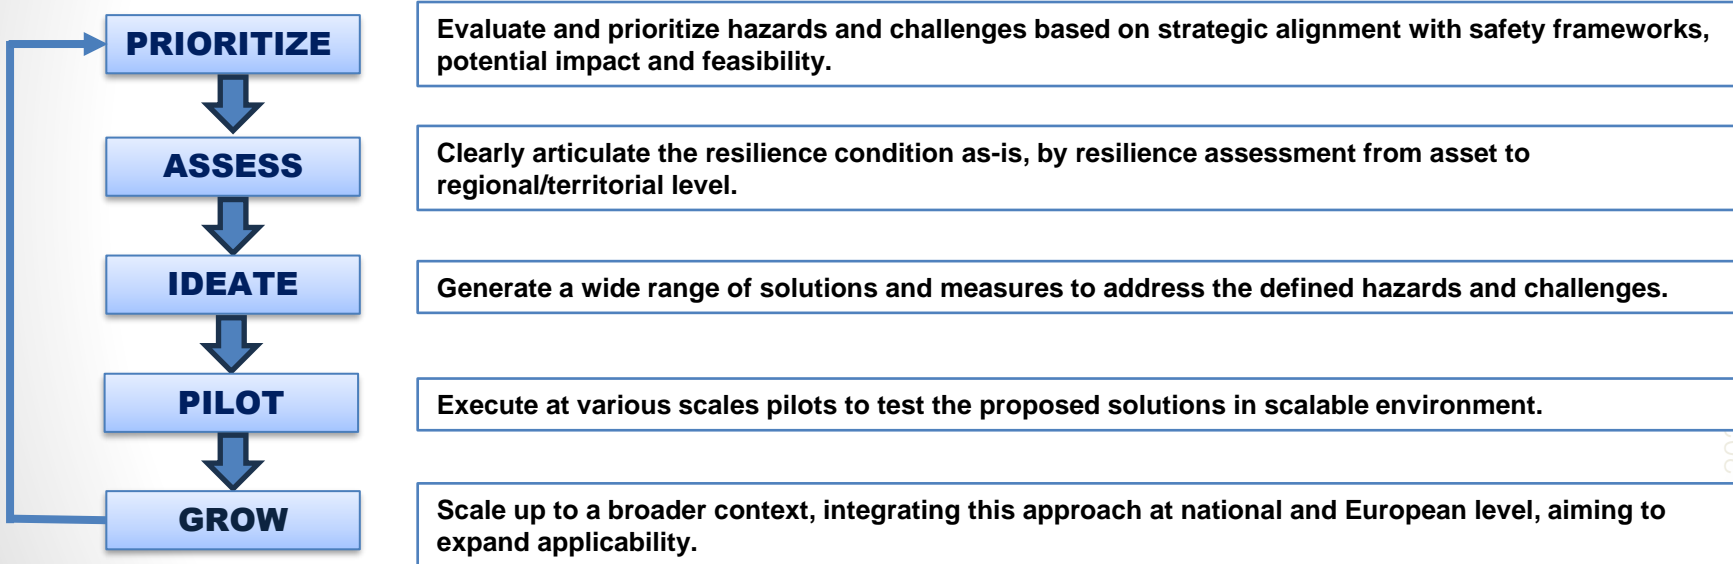 PRIORITIZE
Evaluate and prioritize hazards and challenges based on strategic alignment with safety frameworks,
potential impact and feasibility.
ASSESS
Clearly articulate the resilience condition as-is, by resilience assessment from asset to
regional/territorial level.
IDEATE
Generate a wide range of solutions and measures to address the defined hazards and challenges.
PILOT
Execute at various scales pilots to test the proposed solutions in scalable environment.
GROW
Scale up to a broader context, integrating this approach at national and European level, aiming to
expand applicability.